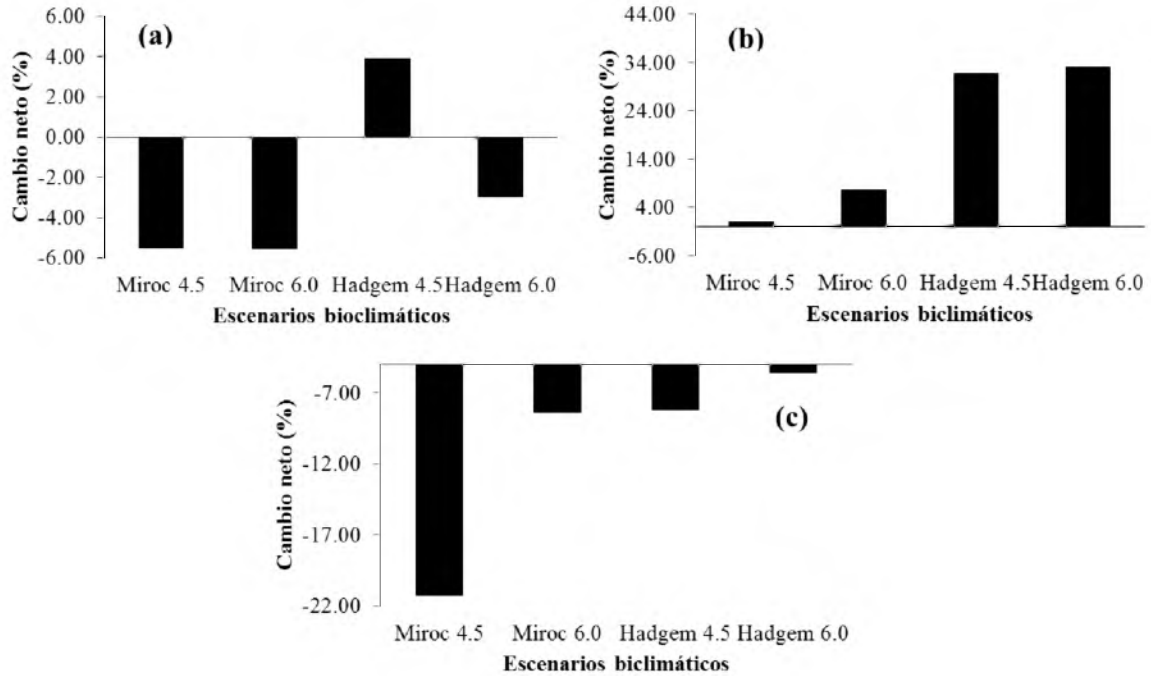 (a)
Cambio neto (%)
6.00
4.00
2.00
0.00
-2.00
-4.00
-6.00
Miroc 4.5 Miroc 6.0 Hadgem 4.5 Hadgem 6.0
Escenarios bioclimáticos
(b)
Cambio neto (%)
44.00
34.00
24.00
14.00
4.00
-6.00
Miroc 4.5 Miroc 6.0 Hadgem 4.5 Hadgem 6.0
Escenarios biclimáticos
(c)
Cambio neto (%)
-7.00
-12.00
-17.00
-22.00
Miroc 4.5 Miroc 6.0 Hadgem 4.5 Hadgem 6.0
Escenarios biclimáticos